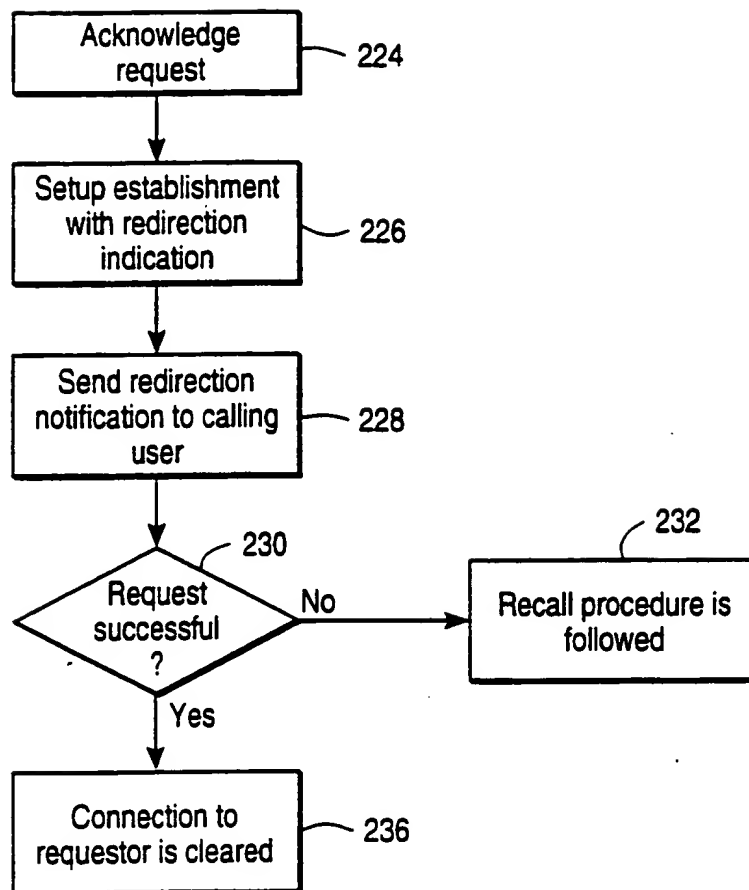 Acknowledge
request
224
Setup establishment
with redirection
indication
226
Send redirection
notification to calling
user
228
230
Request
successful
?
No
232
Recall procedure is
followed
Yes
Connection to
requestor is cleared
236